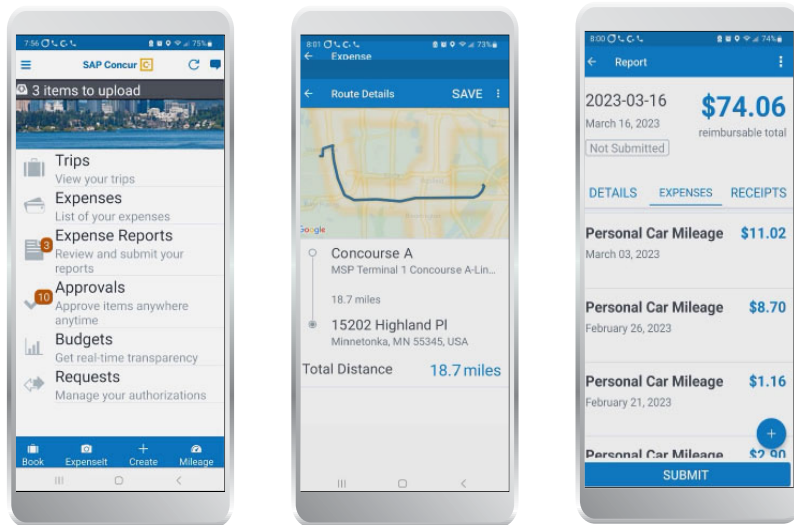 7:56
75%
SAP Concur C
3 items to upload
Trips
View your trips
Expenses
List of your expenses
3
Expense Reports
Review and submit your
reports
10
Approvals
Approve items anywhere
anytime
Budgets
Get real-time transparency
Requests
Manage your authorizations
Book ExpenseIt Create Mileage
8:01
73%
Expense
Route Details SAVE
Google
Concourse A
MSP Terminal 1 Concourse A-Lin...
18.7 miles
15202 Highland Pl
Minnetonka, MN 55345, USA
Total Distance 18.7 miles
8:00
74%
Report
2023-03-16 $74.06
March 16, 2023 reimbursable total
Not Submitted
DETAILS EXPENSES RECEIPTS
Personal Car Mileage $11.02
March 03, 2023
Personal Car Mileage $8.70
February 26, 2023
Personal Car Mileage $1.16
February 21, 2023
Personal Car Mileage $2.90
SUBMIT